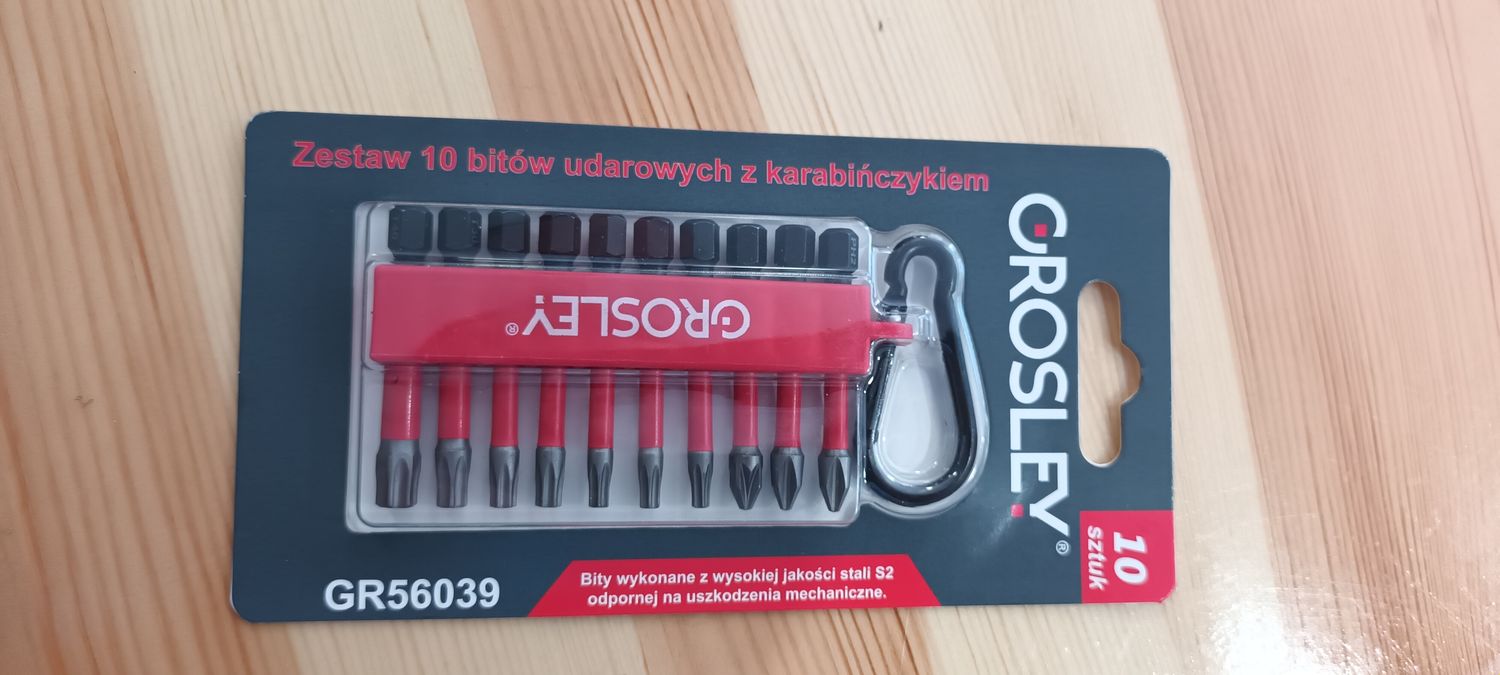 Zestaw 10 bitów udarowych z karabińczykiem
GROSLEY®
PH2
GROSLEY®
10
sztuk
GR56039
Bity wykonane z wysokiej jakości stali S2
odpornej na uszkodzenia mechaniczne.